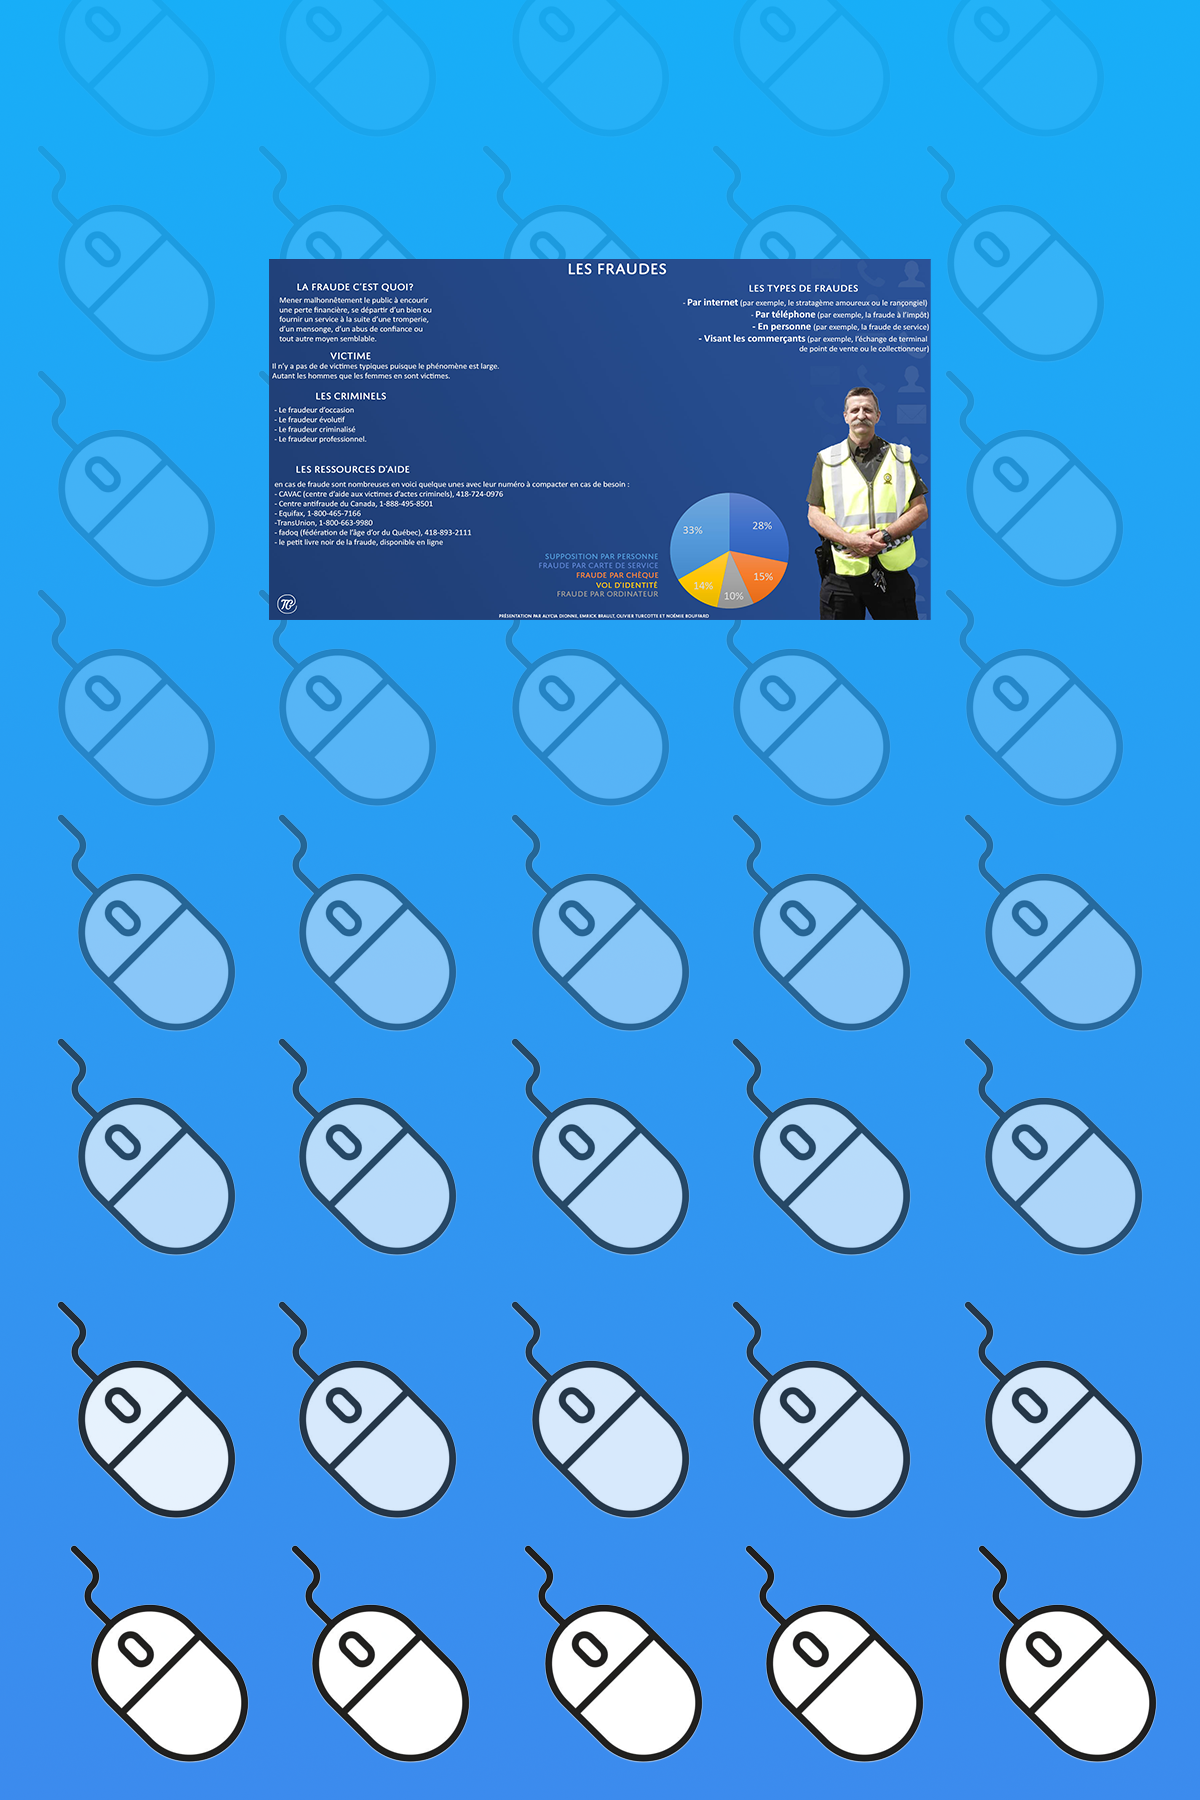 LES FRAUDES
LA FRAUDE C'EST QUOI?
Mener malhonnêtement le public à encourir
une perte financière, se départir d'un bien ou
fournir un service à la suite d'une tromperie,
d'un mensonge, d'un abus de confiance ou
tout autre moyen semblable.
VICTIME
Il n'y a pas de de victimes typiques puisque le phénomène est large.
Autant les hommes que les femmes en sont victimes.
LES CRIMINELS
- Le fraudeur d'occasion
- Le fraudeur évolutif
- Le fraudeur criminalisé
- Le fraudeur professionnel.
LES RESSOURCES D'AIDE
en cas de fraude sont nombreuses en voici quelque unes avec leur numéro à compacter en cas de besoin :
- CAVAC (centre d'aide aux victimes d'actes criminels), 418-724-0976
- Centre antifraude du Canada, 1-888-495-8501
- Equifax, 1-800-465-7166
-TransUnion, 1-800-663-9980
- fadoq (fédération de l'âge d'or du Québec), 418-893-2111
- le petit livre noir de la fraude, disponible en ligne
LES TYPES DE FRAUDES
- Par internet (par exemple, le stratagème amoureux ou le rançongiel)
- Par téléphone (par exemple, la fraude à l'impôt)
- En personne (par exemple, la fraude de service)
- Visant les commerçants (par exemple, l'échange de terminal
de point de vente ou le collectionneur)
33%
28%
15%
10%
14%
SUPPOSITION PAR PERSONNE
FRAUDE PAR CARTE DE SERVICE
FRAUDE PAR CHÈQUE
VOL D'IDENTITÉ
FRAUDE PAR ORDINATEUR
PRÉSENTATION PAR ALYCIA DIONNE, EMRICK BRAULT, OLIVIER TURCOTTE ET NOÉMIE BOUFFARD